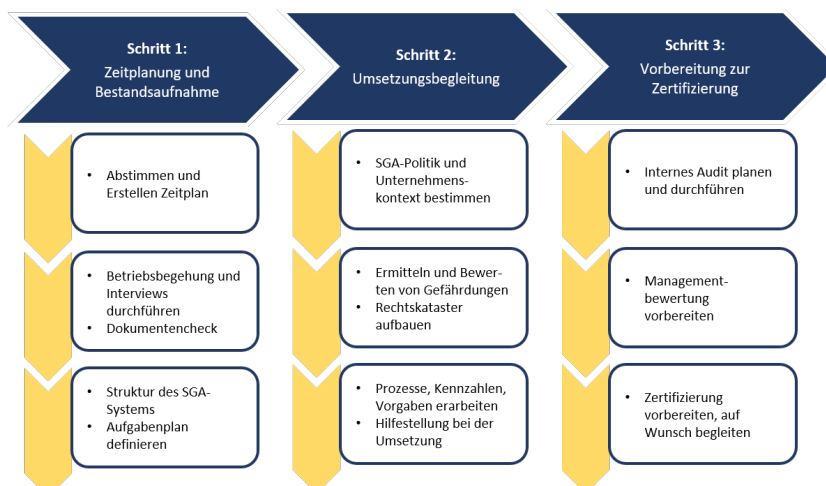 Schritt 1:
Zeitplanung und
Bestandsaufnahme
Schritt 2:
Umsetzungsbegleitung
Schritt 3:
Vorbereitung zur
Zertifizierung
• Abstimmen und
Erstellen Zeitplan
• Betriebsbegehung und
Interviews
durchführen
• Dokumentencheck
• Struktur des SGA-
Systems
• Aufgabenplan
definieren
• SGA-Politik und
Unternehmens-
kontext bestimmen
• Ermitteln und Bewer-
ten von Gefährdungen
• Rechtskataster
aufbauen
• Prozesse, Kennzahlen,
Vorgaben erarbeiten
• Hilfestellung bei der
Umsetzung
• Internes Audit planen
und durchführen
• Management-
bewertung
vorbereiten
• Zertifizierung
vorbereiten, auf
Wunsch begleiten